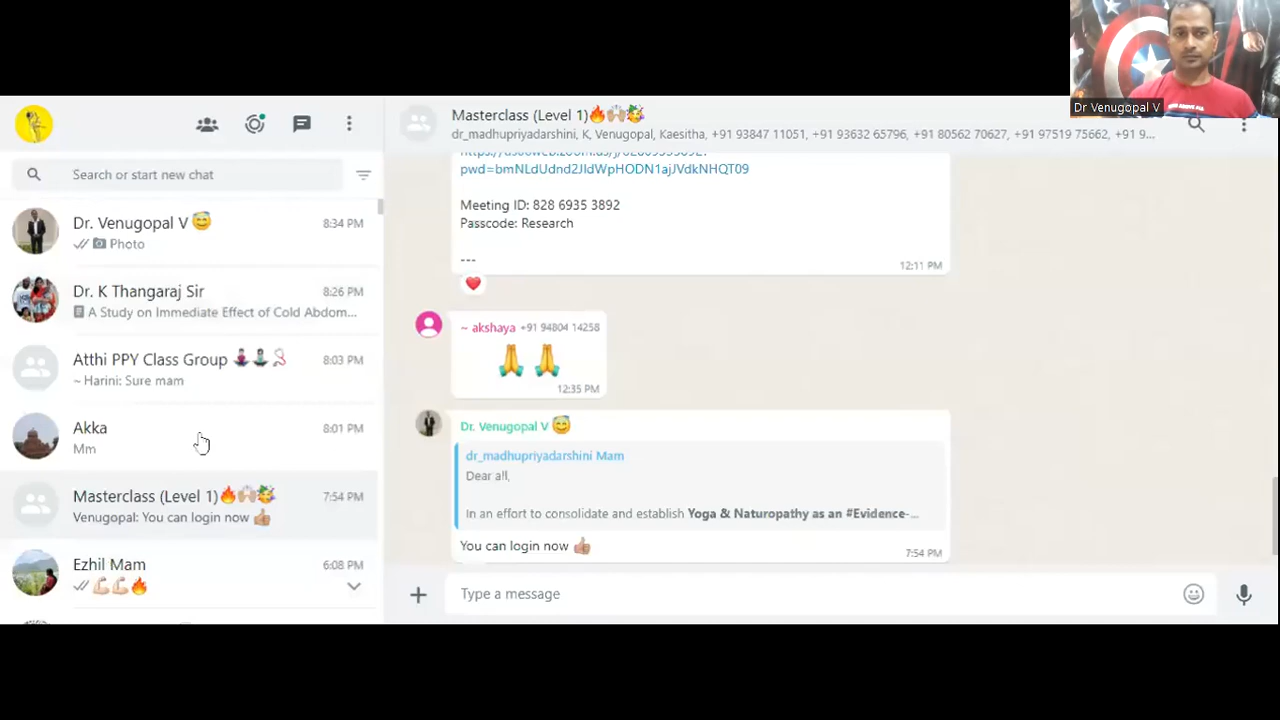 Dr Venugopal V
Search or start new chat
Dr. Venugopal V 😇 8:34 PM
Photo
Dr. K Thangaraj Sir 8:26 PM
A Study on Immediate Effect of Cold Abdom...
Atthi PPY Class Group 8:03 PM
~ Harini: Sure mam
Akka 8:01 PM
Mm
Masterclass (Level 1)🔥🙌🏼🥳 7:54 PM
Venugopal: You can login now 👍🏽
Ezhil Mam 6:08 PM
💪🏼💪🏼🔥
Masterclass (Level 1)🔥🙌🏼🥳
dr_madhupriyadarshini, K, Venugopal, Kaesitha, +91 93847 11051, +91 93632 65796, +91 80562 70627, +91 97519 75662, +91 9...
Meeting ID: 828 6935 3892
Passcode: Research
---
12:11 PM
❤️
~ akshaya +91 94804 14258
🙏 🙏
12:35 PM
Dr. Venugopal V 😇
dr_madhupriyadarshini Mam
Dear all,
In an effort to consolidate and establish Yoga & Naturopathy as an #Evidence-...
You can login now 👍🏽
7:54 PM
Type a message